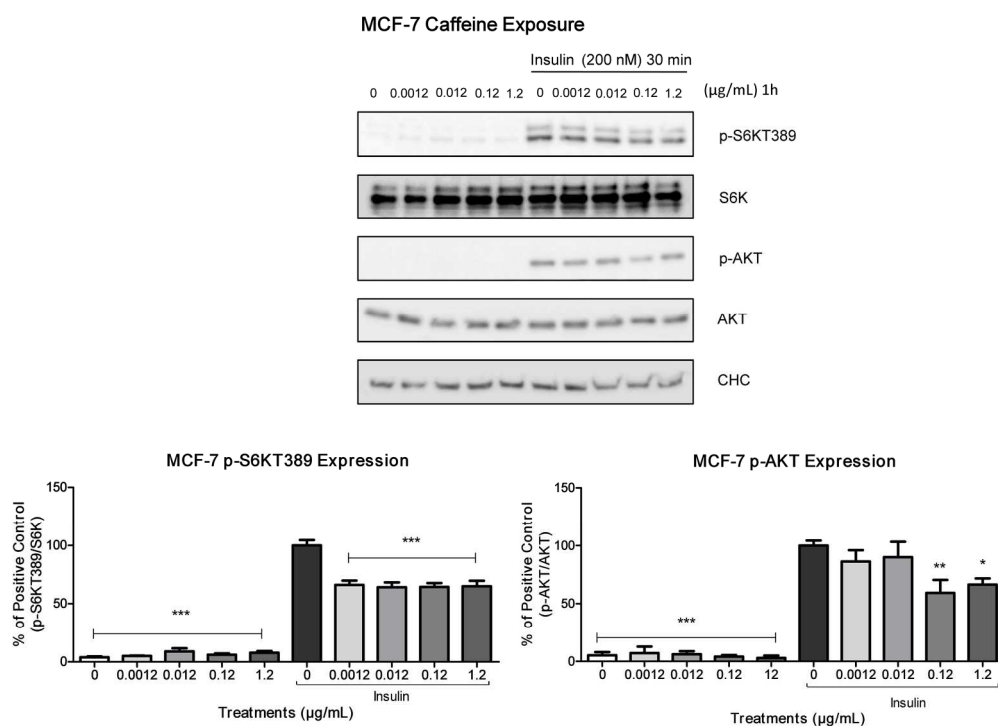 MCF-7 Caffeine Exposure
Insulin (200 nM) 30 min
0 0.0012 0.012 0.12 1.2 0 0.0012 0.012 0.12 1.2 (µg/mL) 1h
p-S6KT389
S6K
p-AKT
AKT
CHC
MCF-7 p-S6KT389 Expression
% of Positive Control
(p-S6KT389/S6K)
150
100
50
0
***
***
0 0.0012 0.012 0.12 1.2 0 0.0012 0.012 0.12 1.2
Insulin
Treatments (µg/mL)
MCF-7 p-AKT Expression
% of Positive Control
(p-AKT/AKT)
150
100
50
0
***
**
*
0 0.0012 0.012 0.12 12 0 0.0012 0.012 0.12 1.2
Insulin
Treatments (µg/mL)